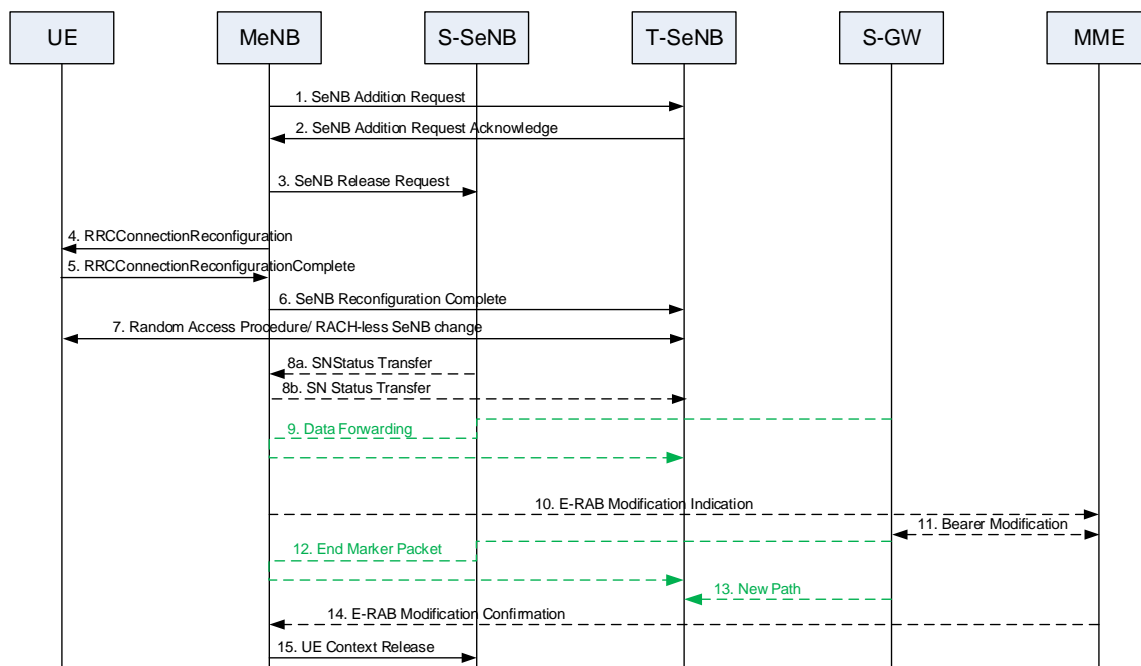 UE
MeNB
S-SeNB
T-SeNB
S-GW
MME
1. SeNB Addition Request
2. SeNB Addition Request Acknowledge
3. SeNB Release Request
4. RRCConnectionReconfiguration
5. RRCConnectionReconfigurationComplete
6. SeNB Reconfiguration Complete
7. Random Access Procedure/ RACH-less SeNB change
8a. SNStatus Transfer
8b. SN Status Transfer
9. Data Forwarding
10. E-RAB Modification Indication
11. Bearer Modification
12. End Marker Packet
13. New Path
14. E-RAB Modification Confirmation
15. UE Context Release